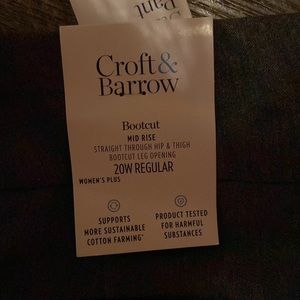 Pant
Croft&
Barrow
Bootcut
MID RISE
STRAIGHT THROUGH HIP & THIGH
BOOTCUT LEG OPENING
20W REGULAR
WOMEN'S PLUS
SUPPORTS
MORE SUSTAINABLE
COTTON FARMING*
PRODUCT TESTED
FOR HARMFUL
SUBSTANCES